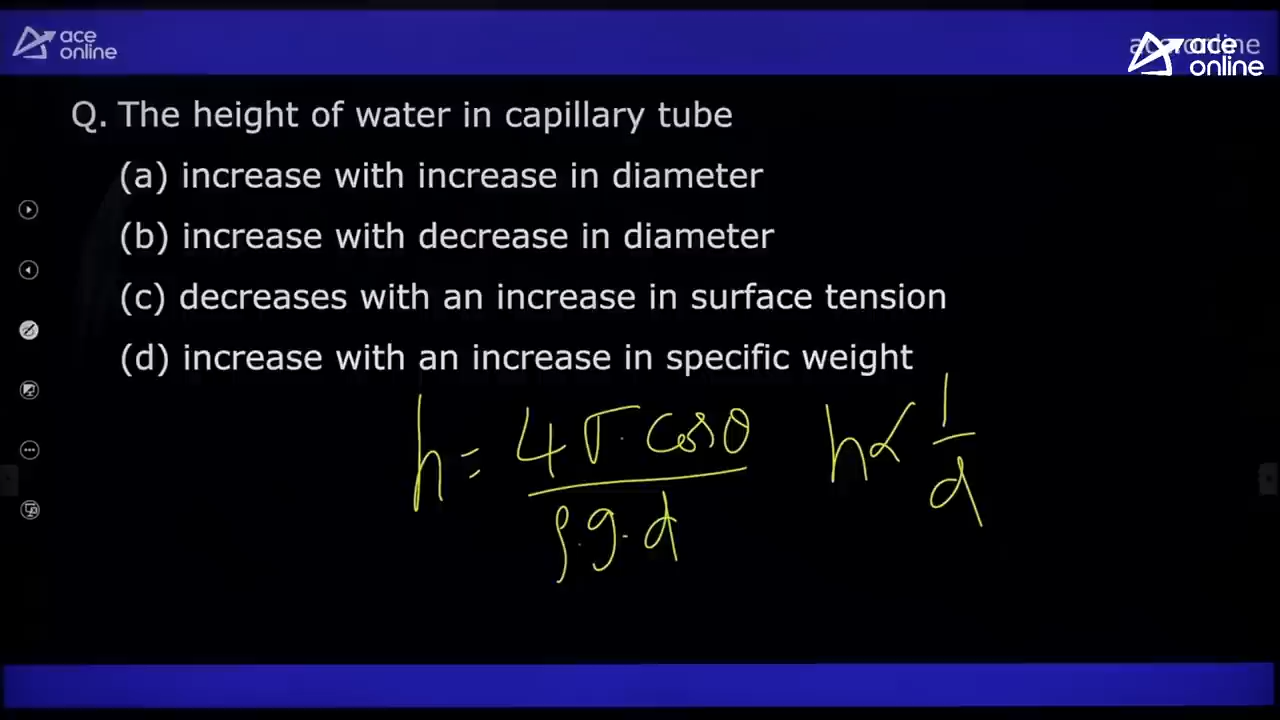 ace
online
ace
online
Q. The height of water in capillary tube
(a) increase with increase in diameter
(b) increase with decrease in diameter
(c) decreases with an increase in surface tension
(d) increase with an increase in specific weight
h = 4σ. cosθ / ρ.g.d h ∝ 1/d